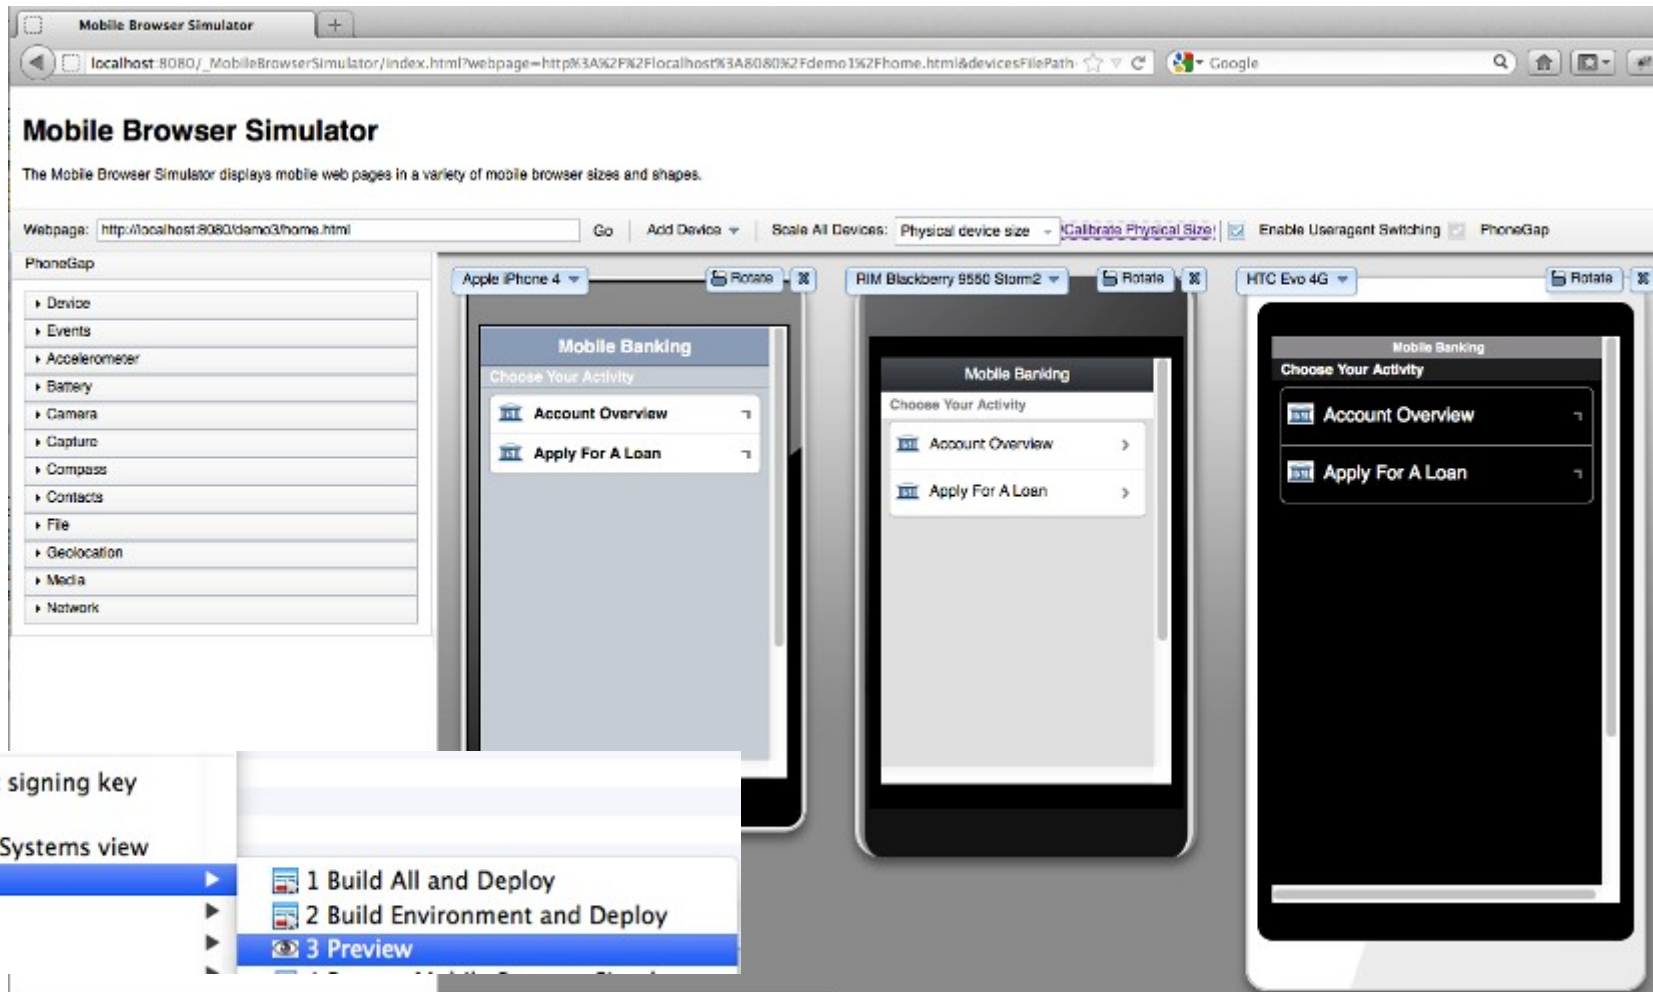 Mobile Browser Simulator
localhost:8080/_MobileBrowserSimulator/index.html?webpage=http%3A%2F%2Flocalhost%3A8080%2Fdemo1%2Fhome.html&devicesFilePath
Google
Mobile Browser Simulator
The Mobile Browser Simulator displays mobile web pages in a variety of mobile browser sizes and shapes.
Webpage: http://localhost:8080/demo3/home.html Go Add Device Scale All Devices: Physical device size Calibrate Physical Size Enable Useragent Switching PhoneGap
PhoneGap
Device
Events
Accelerometer
Battery
Camera
Capture
Compass
Contacts
File
Geolocation
Media
Network
Apple iPhone 4 Rotate
Mobile Banking
Choose Your Activity
Account Overview
Apply For A Loan
RIM Blackberry 9550 Storm2 Rotate
Mobile Banking
Choose Your Activity
Account Overview
Apply For A Loan
HTC Evo 4G Rotate
Mobile Banking
Choose Your Activity
Account Overview
Apply For A Loan
signing key
Systems view
1 Build All and Deploy
2 Build Environment and Deploy
3 Preview